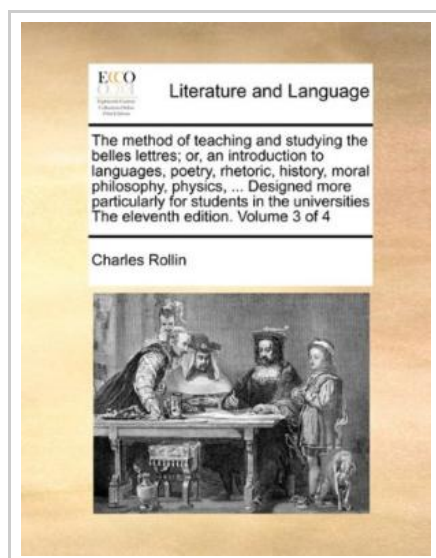 ECCO
Literature and Language
The method of teaching and studying the
belles lettres; or, an introduction to
languages, poetry, rhetoric, history, moral
philosophy, physics, ... Designed more
particularly for students in the universities
The eleventh edition. Volume 3 of 4
Charles Rollin